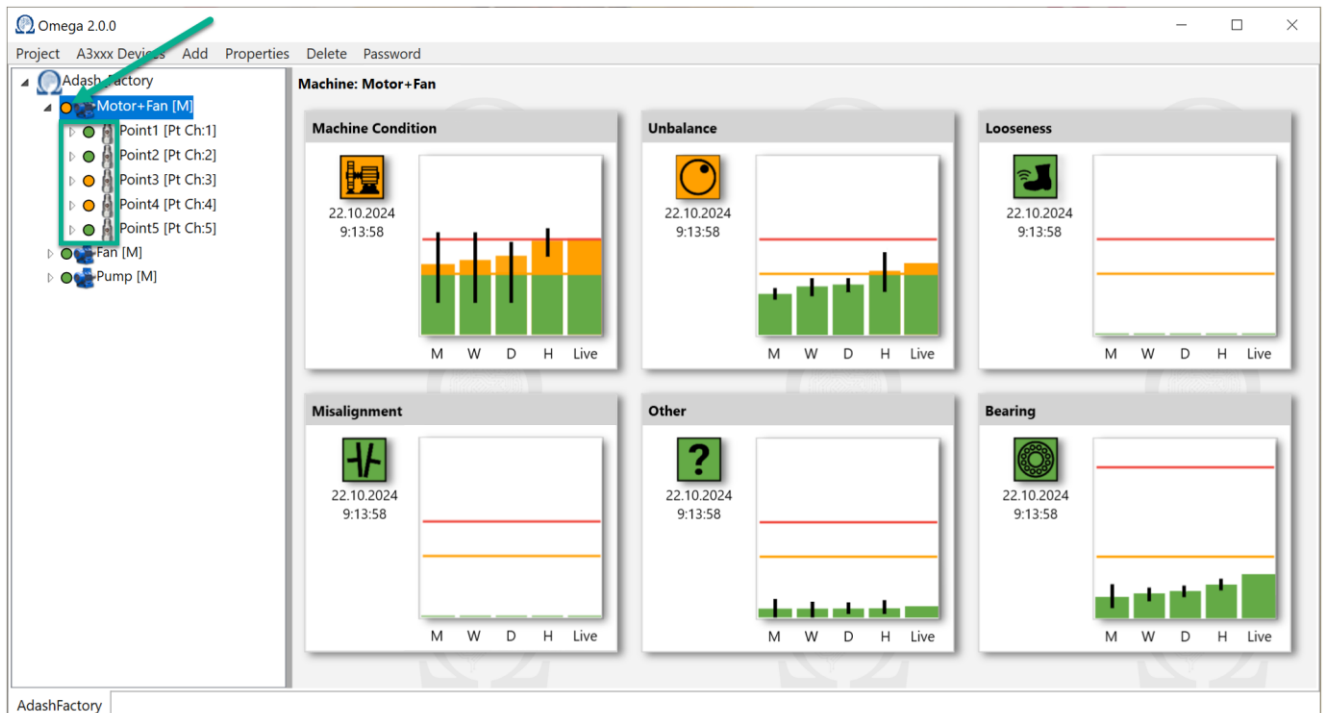 Omega 2.0.0
Project A3xxx Devices Add Properties Delete Password
Adash_Factory
Motor+Fan [M]
Point1 [Pt Ch:1]
Point2 [Pt Ch:2]
Point3 [Pt Ch:3]
Point4 [Pt Ch:4]
Point5 [Pt Ch:5]
Fan [M]
Pump [M]
Machine: Motor+Fan
Machine Condition
22.10.2024
9:13:58
M W D H Live
Unbalance
22.10.2024
9:13:58
M W D H Live
Looseness
22.10.2024
9:13:58
M W D H Live
Misalignment
22.10.2024
9:13:58
M W D H Live
Other
?
22.10.2024
9:13:58
M W D H Live
Bearing
22.10.2024
9:13:58
M W D H Live
AdashFactory